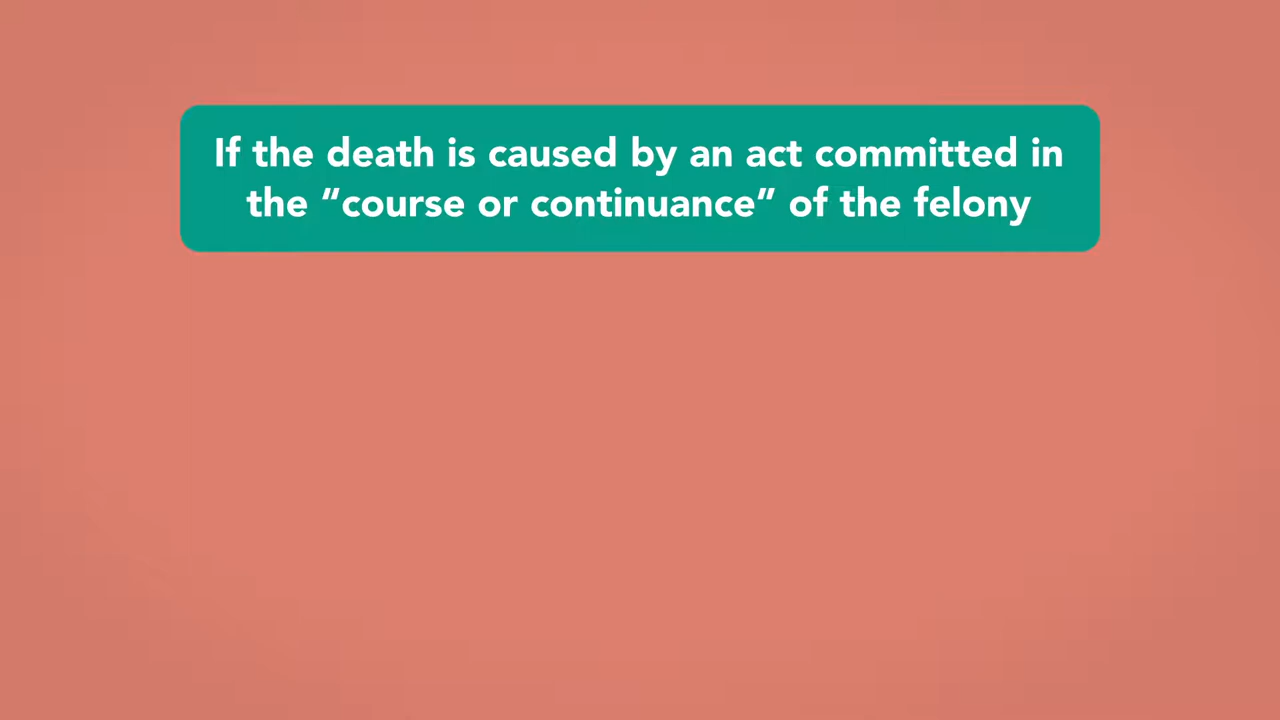 If the death is caused by an act committed in
the “course or continuance” of the felony